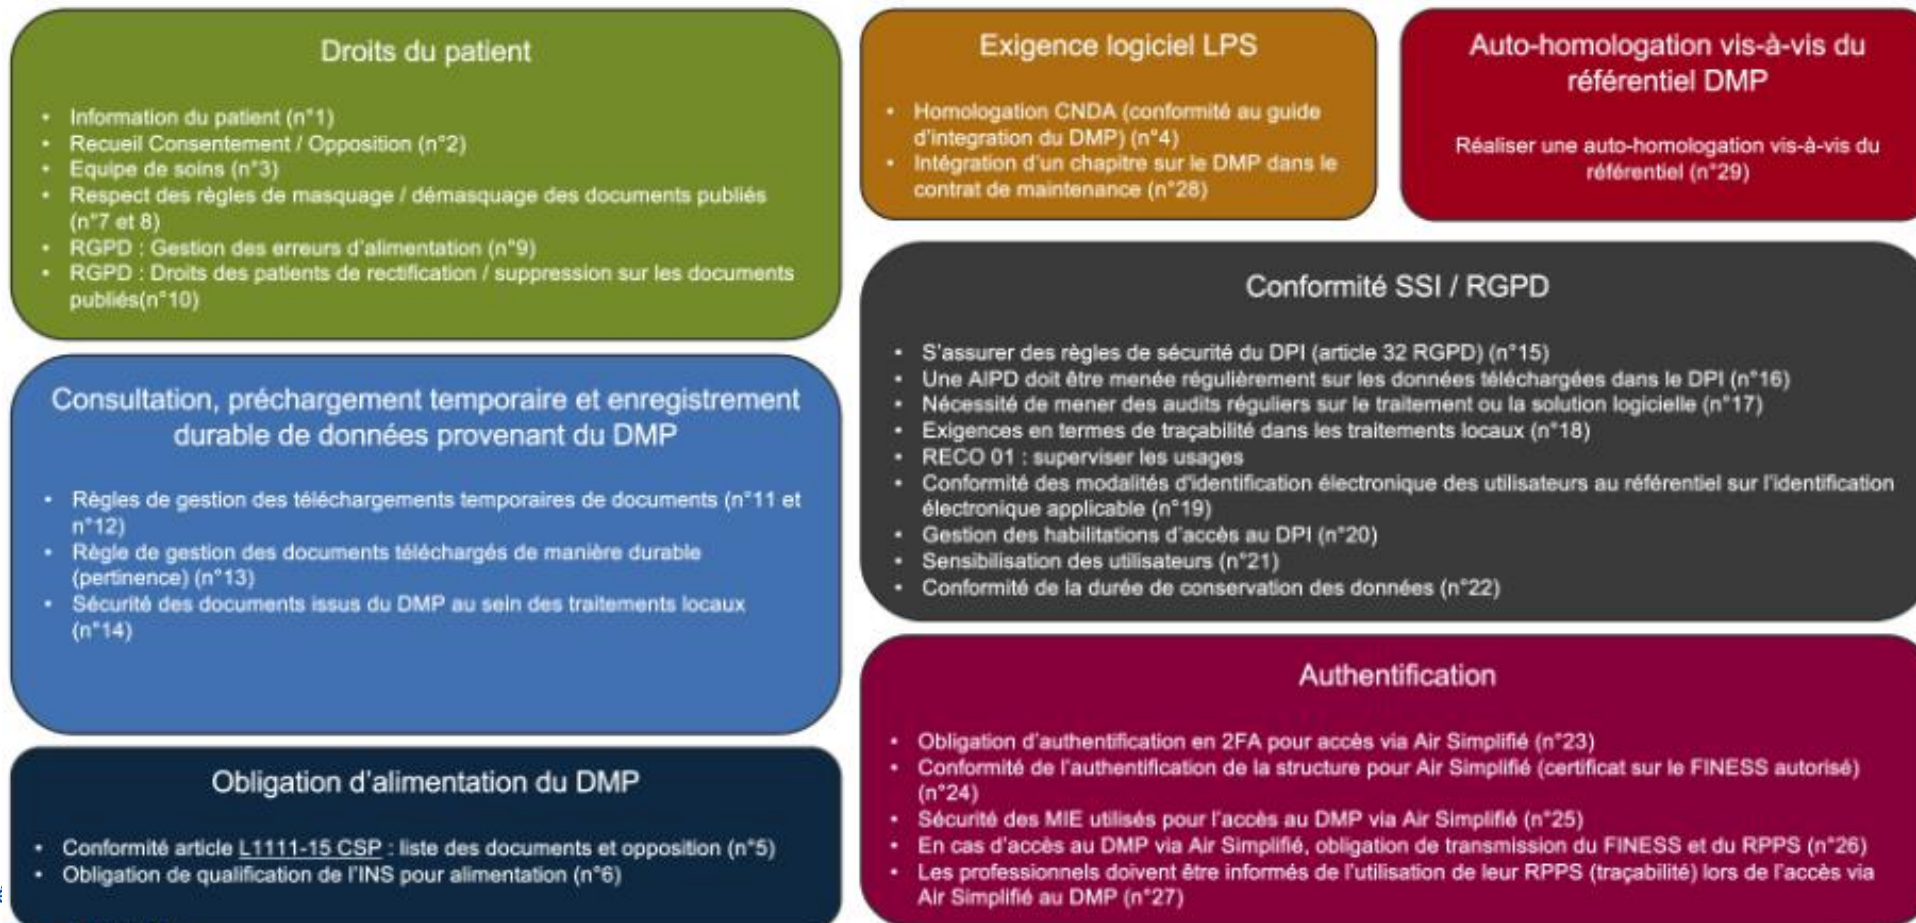 Droits du patient
• Information du patient (n°1)
• Recueil Consentement / Opposition (n°2)
• Equipe de soins (n°3)
• Respect des règles de masquage / démasquage des documents publiés
(n°7 et 8)
• RGPD : Gestion des erreurs d'alimentation (n°9)
• RGPD : Droits des patients de rectification / suppression sur les documents
publiés(n°10)
Consultation, préchargement temporaire et enregistrement
durable de données provenant du DMP
• Règles de gestion des téléchargements temporaires de documents (n°11 et
n°12)
• Règle de gestion des documents téléchargés de manière durable
(pertinence) (n°13)
• Sécurité des documents issus du DMP au sein des traitements locaux
(n°14)
Obligation d'alimentation du DMP
• Conformité article L1111-15 CSP : liste des documents et opposition (n°5)
• Obligation de qualification de l'INS pour alimentation (n°6)
Exigence logiciel LPS
• Homologation CNDA (conformité au guide
d'integration du DMP) (n°4)
• Intégration d'un chapitre sur le DMP dans le
contrat de maintenance (n°28)
Auto-homologation vis-à-vis du
référentiel DMP
Réaliser une auto-homologation vis-à-vis du
référentiel (n°29)
Conformité SSI / RGPD
• S'assurer des règles de sécurité du DPI (article 32 RGPD) (n°15)
• Une AIPD doit être menée régulièrement sur les données téléchargées dans le DPI (n°16)
• Nécessité de mener des audits réguliers sur le traitement ou la solution logicielle (n°17)
• Exigences en termes de traçabilité dans les traitements locaux (n°18)
• RECO 01 : superviser les usages
• Conformité des modalités d'identification électronique des utilisateurs au référentiel sur l'identification
électronique applicable (n°19)
• Gestion des habilitations d'accès au DPI (n°20)
• Sensibilisation des utilisateurs (n°21)
• Conformité de la durée de conservation des données (n°22)
Authentification
• Obligation d'authentification en 2FA pour accès via Air Simplifié (n°23)
• Conformité de l'authentification de la structure pour Air Simplifié (certificat sur le FINESS autorisé)
(n°24)
• Sécurité des MIE utilisés pour l'accès au DMP via Air Simplifié (n°25)
• En cas d'accès au DMP via Air Simplifié, obligation de transmission du FINESS et du RPPS (n°26)
• Les professionnels doivent être informés de l'utilisation de leur RPPS (traçabilité) lors de l'accès via
Air Simplifié au DMP (n°27)